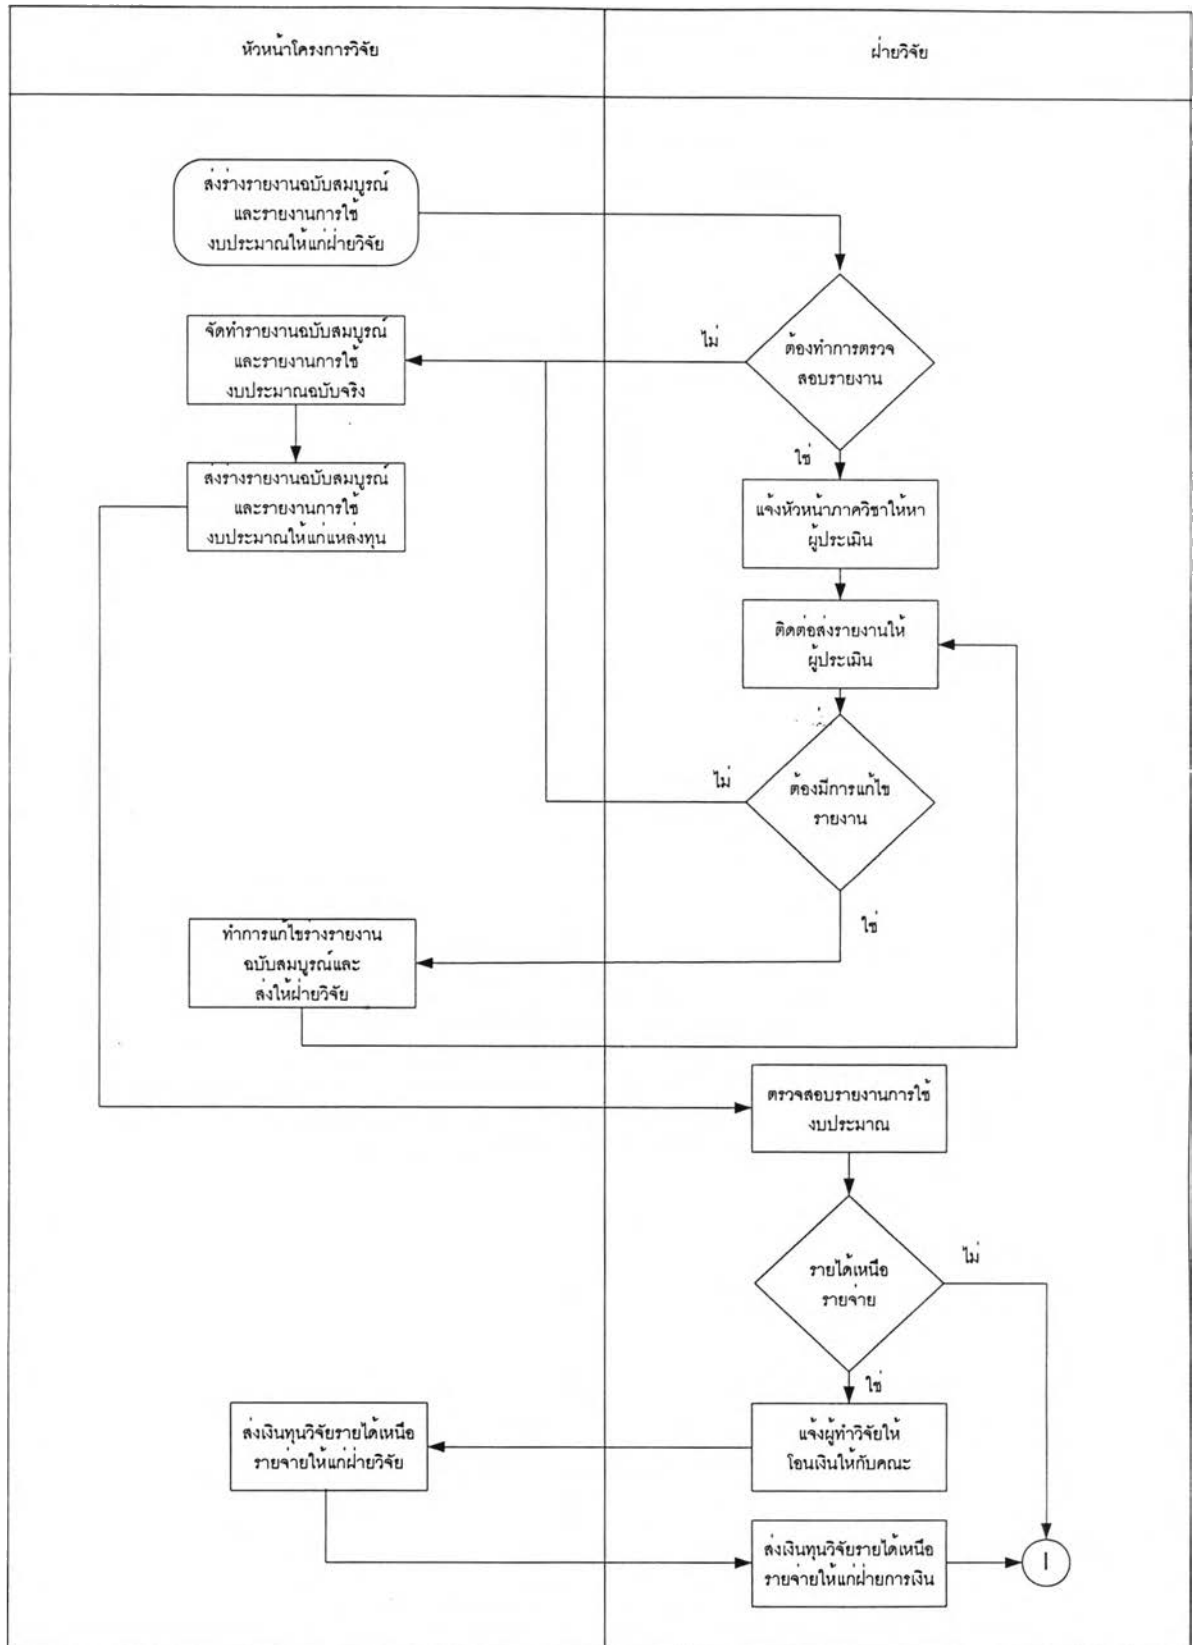 หัวหน้าโครงการวิจัย
ฝ่ายวิจัย
ส่งร่างรายงานฉบับสมบูรณ์
และรายงานการใช้
งบประมาณให้แก่ฝ่ายวิจัย
ต้องทำการตรวจ
สอบรายงาน
ไม่
จัดทำรายงานฉบับสมบูรณ์
และรายงานการใช้
งบประมาณฉบับจริง
ใช่
ส่งร่างรายงานฉบับสมบูรณ์
และรายงานการใช้
งบประมาณให้แก่แหล่งทุน
แจ้งหัวหน้าภาควิชาให้หา
ผู้ประเมิน
ติดต่อส่งรายงานให้
ผู้ประเมิน
ไม่
ต้องมีการแก้ไข
รายงาน
ใช่
ทำการแก้ไขร่างรายงาน
ฉบับสมบูรณ์และ
ส่งให้ฝ่ายวิจัย
ตรวจสอบรายงานการใช้
งบประมาณ
รายได้เหนือ
รายจ่าย
ไม่
ใช่
แจ้งผู้ทำวิจัยให้
โอนเงินให้กับคณะ
ส่งเงินทุนวิจัยรายได้เหนือ
รายจ่ายให้แก่ฝ่ายวิจัย
ส่งเงินทุนวิจัยรายได้เหนือ
รายจ่ายให้แก่ฝ่ายการเงิน
I